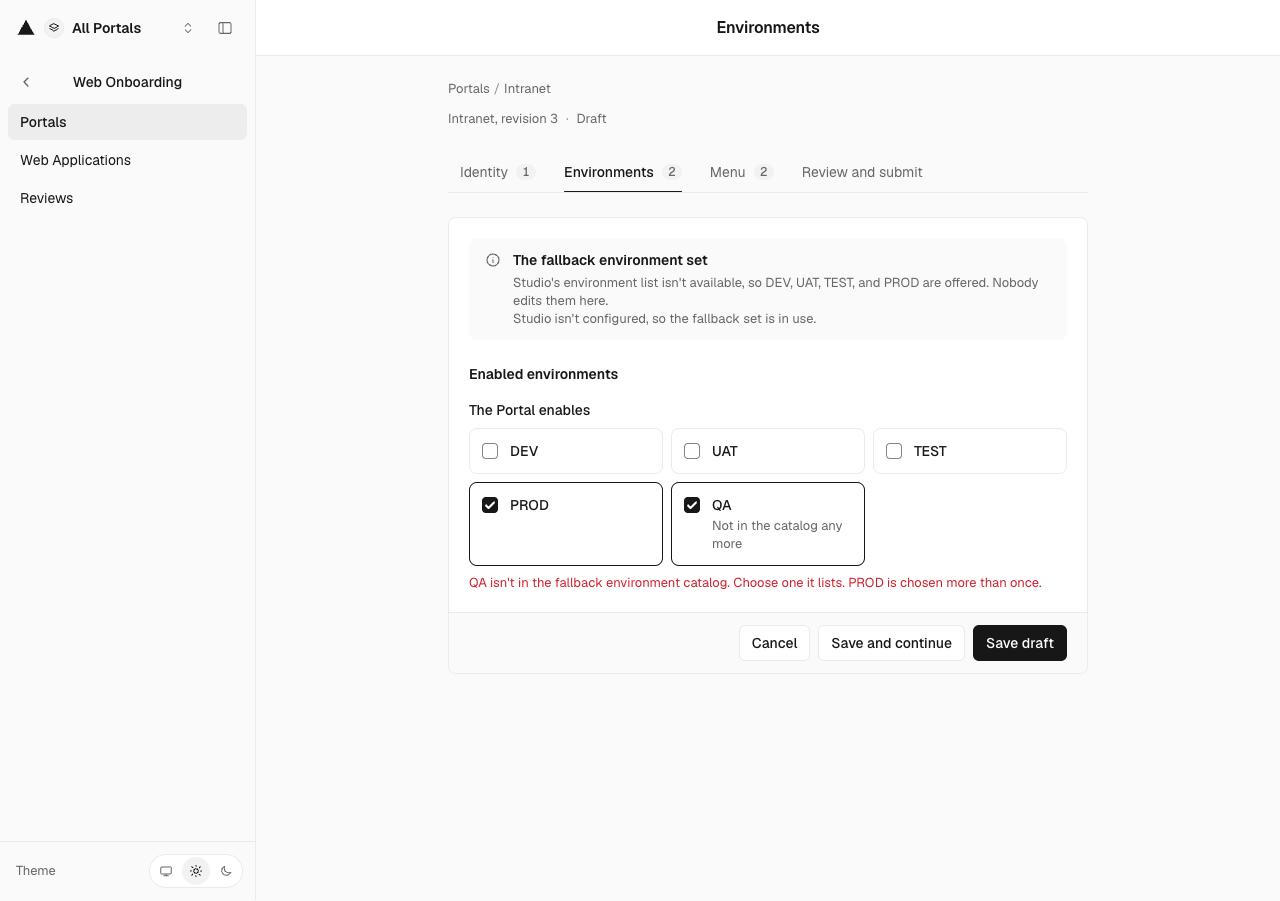 All Portals
Environments
Web Onboarding
Portals
Web Applications
Reviews
Portals / Intranet
Intranet, revision 3 · Draft
Identity 1 Environments 2 Menu 2 Review and submit
The fallback environment set
Studio's environment list isn't available, so DEV, UAT, TEST, and PROD are offered. Nobody
edits them here.
Studio isn't configured, so the fallback set is in use.
Enabled environments
The Portal enables
DEV UAT TEST
PROD QA
Not in the catalog any
more
QA isn't in the fallback environment catalog. Choose one it lists. PROD is chosen more than once.
Cancel Save and continue Save draft
Theme